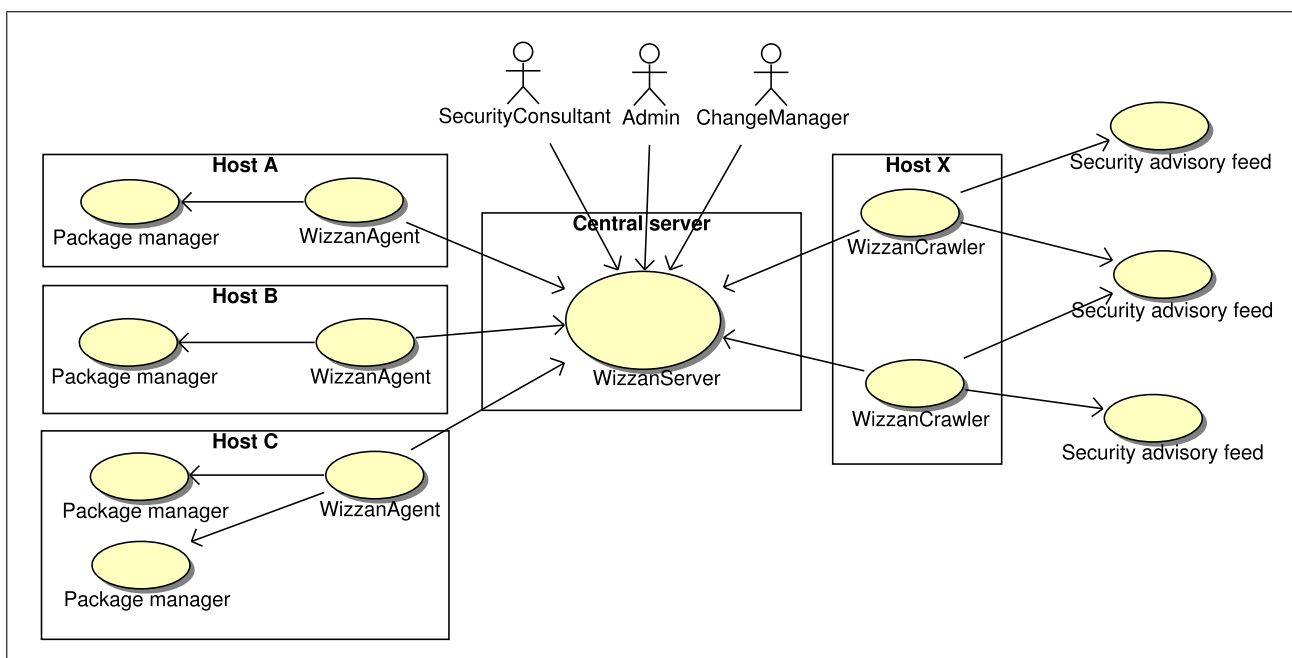 SecurityConsultant
Admin
ChangeManager
Host A
Package manager
WizzanAgent
Host B
Package manager
WizzanAgent
Host C
Package manager
WizzanAgent
Package manager
Central server
WizzanServer
Host X
WizzanCrawler
WizzanCrawler
Security advisory feed
Security advisory feed
Security advisory feed